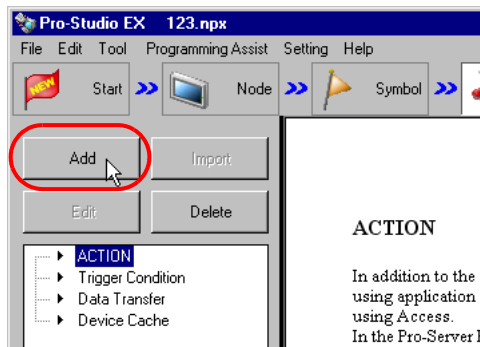 Pro-Studio EX 123.npx
File Edit Tool Programming Assist Setting Help
NEW Start Node Symbol
Add Import
Edit Delete
ACTION
Trigger Condition
Data Transfer
Device Cache
ACTION
In addition to the
using application
using Access.
In the Pro-Server